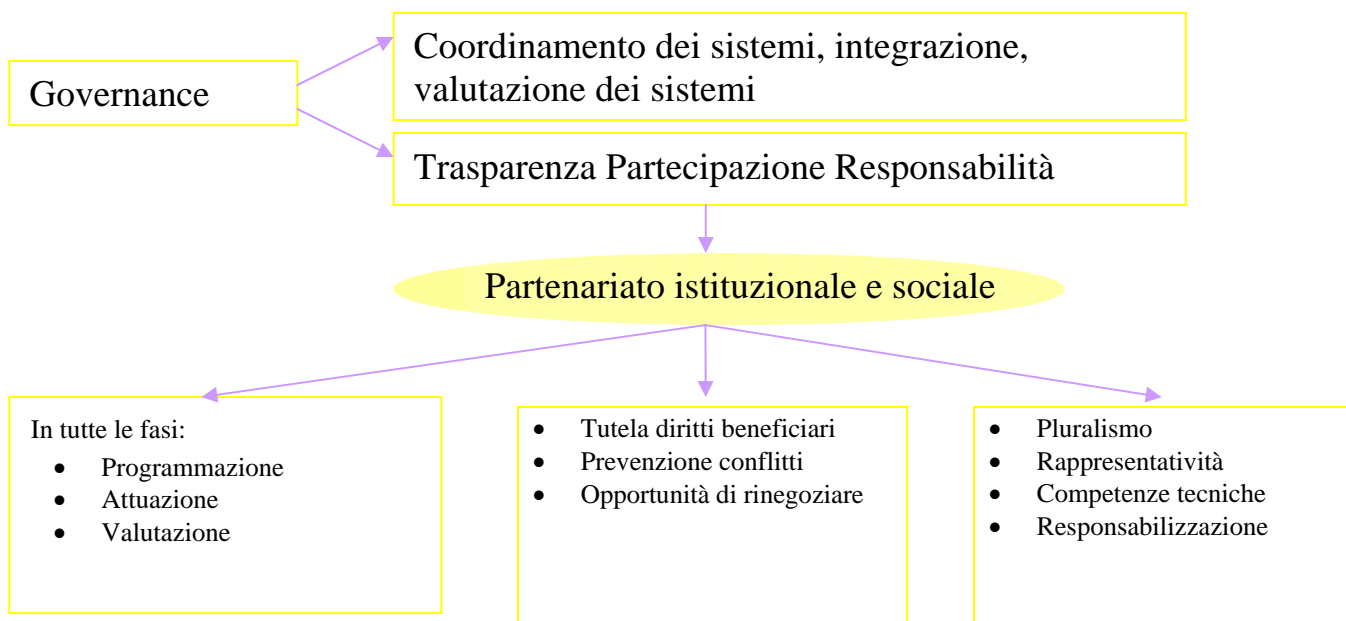 Governance
Coordinamento dei sistemi, integrazione,
valutazione dei sistemi
Trasparenza Partecipazione Responsabilità
Partenariato istituzionale e sociale
In tutte le fasi:
• Programmazione
• Attuazione
• Valutazione
• Tutela diritti beneficiari
• Prevenzione conflitti
• Opportunità di rinegoziare
• Pluralismo
• Rappresentatività
• Competenze tecniche
• Responsabilizzazione